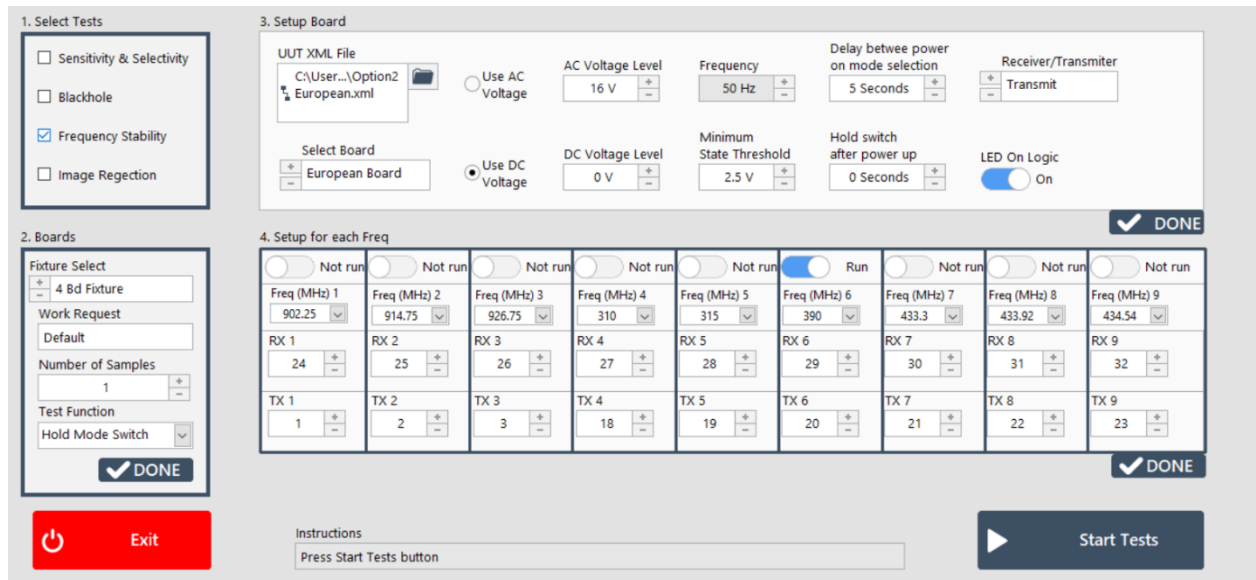 1. Select Tests
Sensitivity & Selectivity
Blackhole
Frequency Stability
Image Regection
2. Boards
Fixture Select
4 Bd Fixture
Work Request
Default
Number of Samples
1
Test Function
Hold Mode Switch
DONE
Exit
3. Setup Board
UUT XML File
C:\User...\Option2
European.xml
Select Board
European Board
Use AC
Voltage
Use DC
Voltage
AC Voltage Level
16 V
DC Voltage Level
0 V
Frequency
50 Hz
Minimum
State Threshold
2.5 V
Delay betwee power
on mode selection
5 Seconds
Hold switch
after power up
0 Seconds
Receiver/Transmiter
Transmit
LED On Logic
On
DONE
4. Setup for each Freq
Not run Not run Not run Not run Not run Run Not run Not run Not run
Freq (MHz) 1 Freq (MHz) 2 Freq (MHz) 3 Freq (MHz) 4 Freq (MHz) 5 Freq (MHz) 6 Freq (MHz) 7 Freq (MHz) 8 Freq (MHz) 9
902.25 914.75 926.75 310 315 390 433.3 433.92 434.54
RX 1 RX 2 RX 3 RX 4 RX 5 RX 6 RX 7 RX 8 RX 9
24 25 26 27 28 29 30 31 32
TX 1 TX 2 TX 3 TX 4 TX 5 TX 6 TX 7 TX 8 TX 9
1 2 3 18 19 20 21 22 23
DONE
Instructions
Press Start Tests button
Start Tests